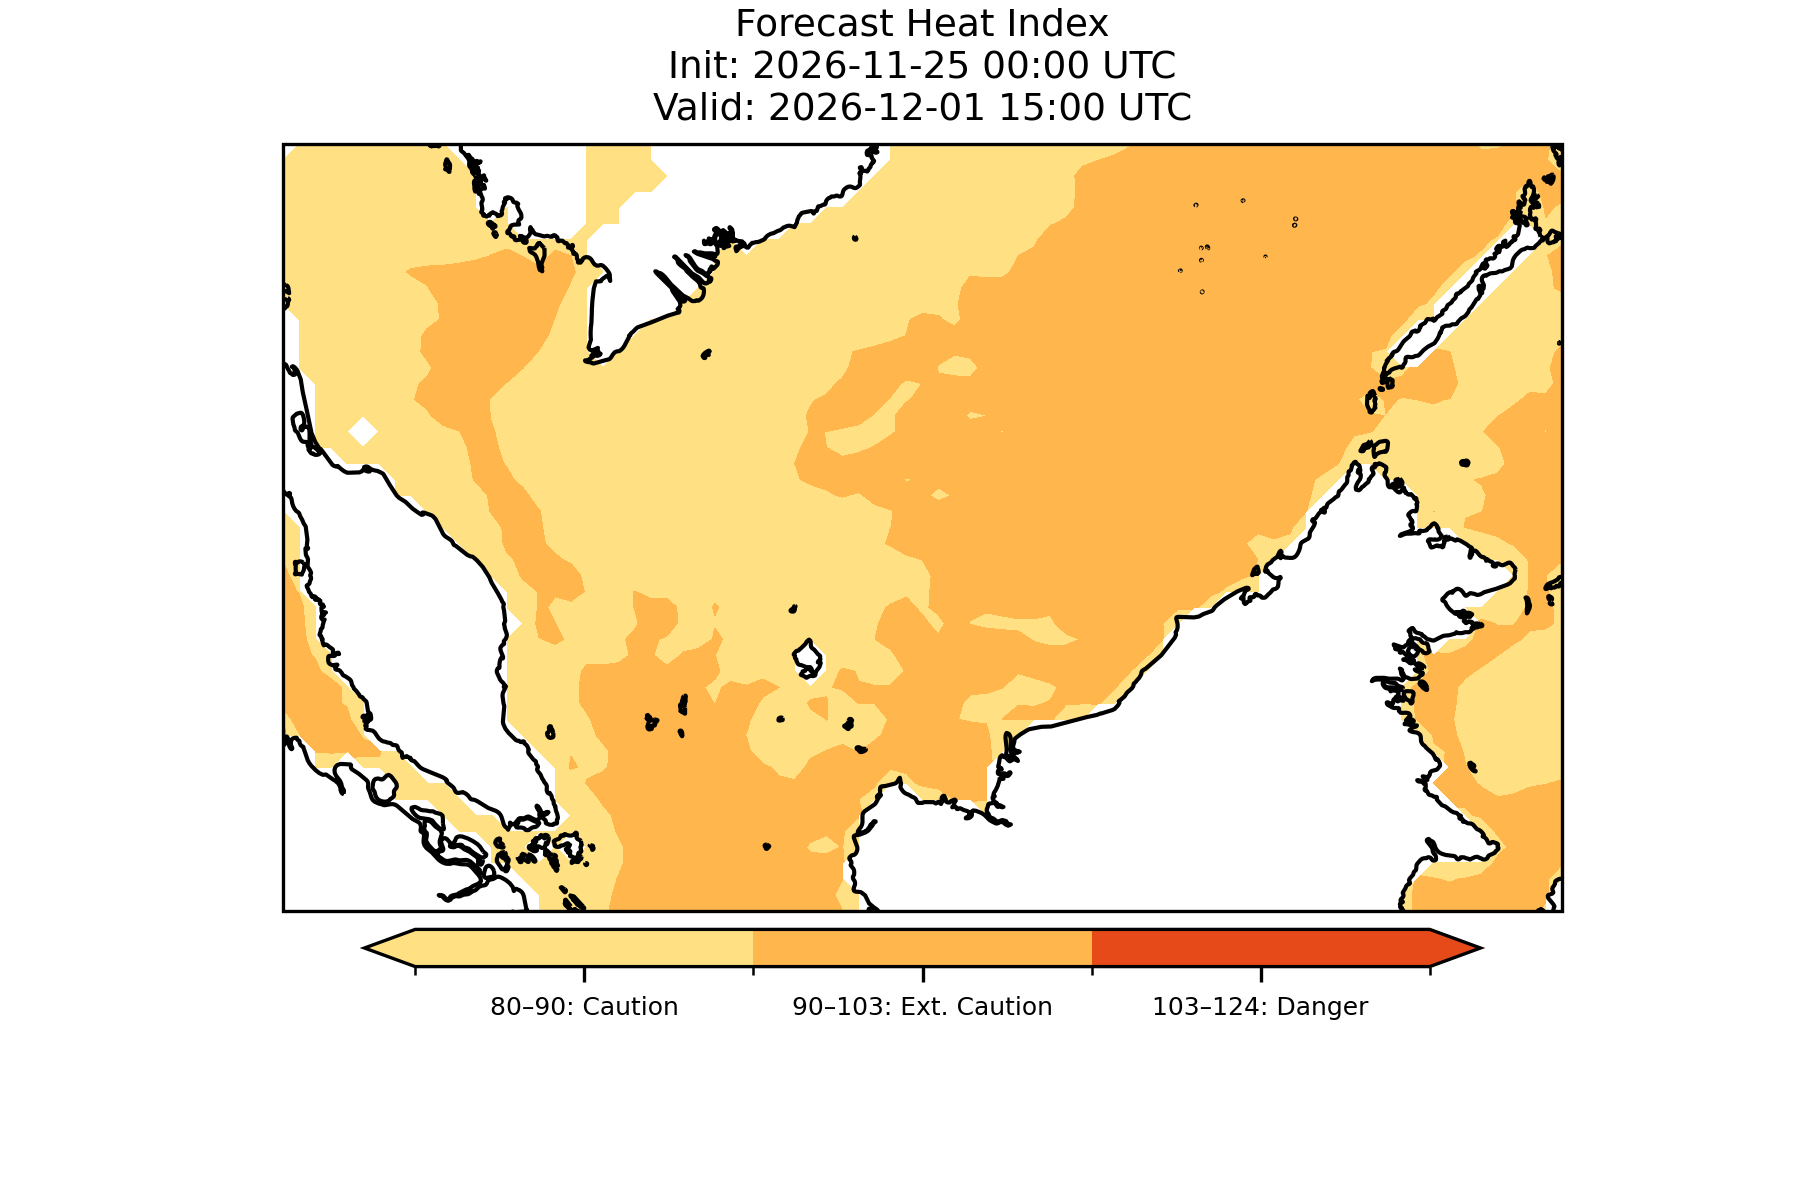 Forecast Heat Index
Init: 2026-11-25 00:00 UTC
Valid: 2026-12-01 15:00 UTC
80–90: Caution
90–103: Ext. Caution
103–124: Danger